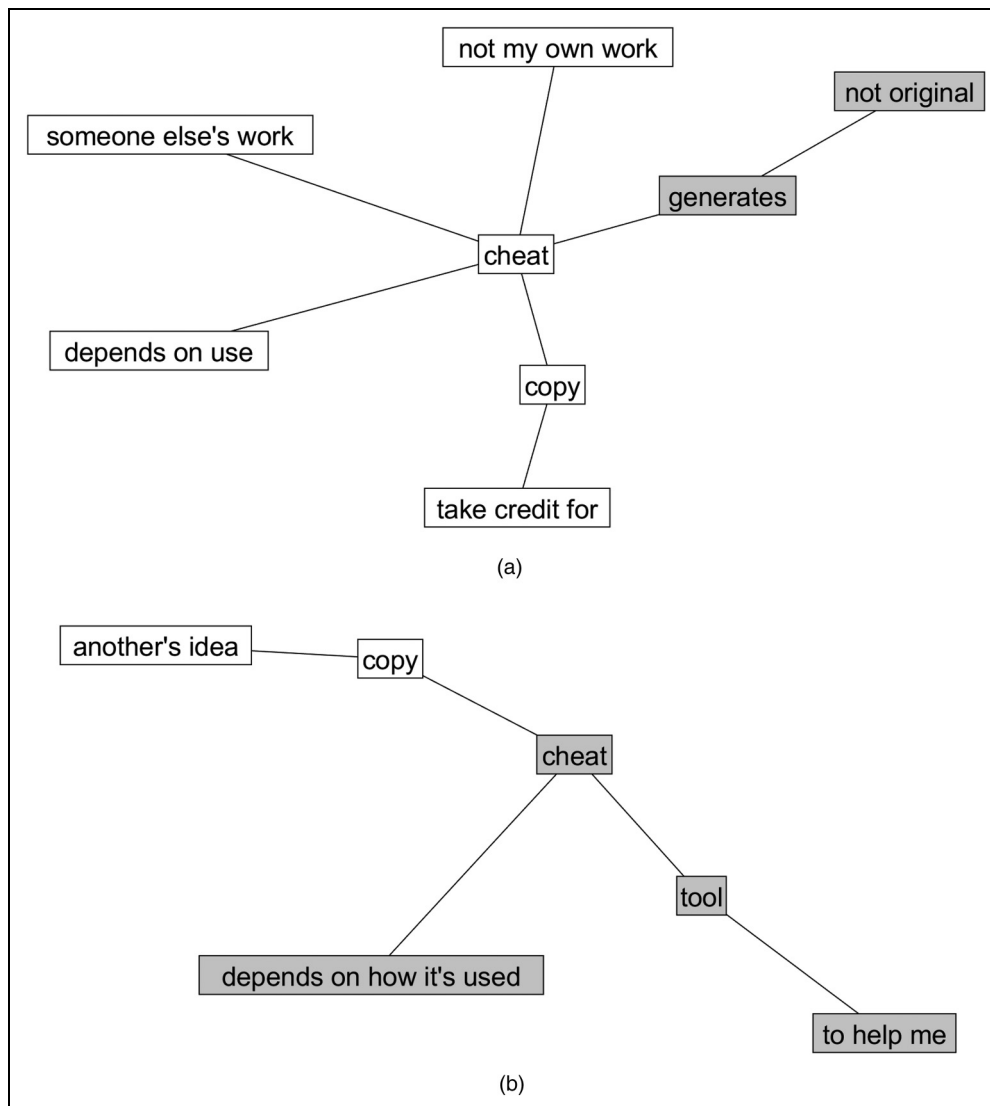 not my own work
not original
someone else's work
generates
cheat
depends on use
copy
take credit for
(a)
another's idea
copy
cheat
tool
depends on how it's used
to help me
(b)